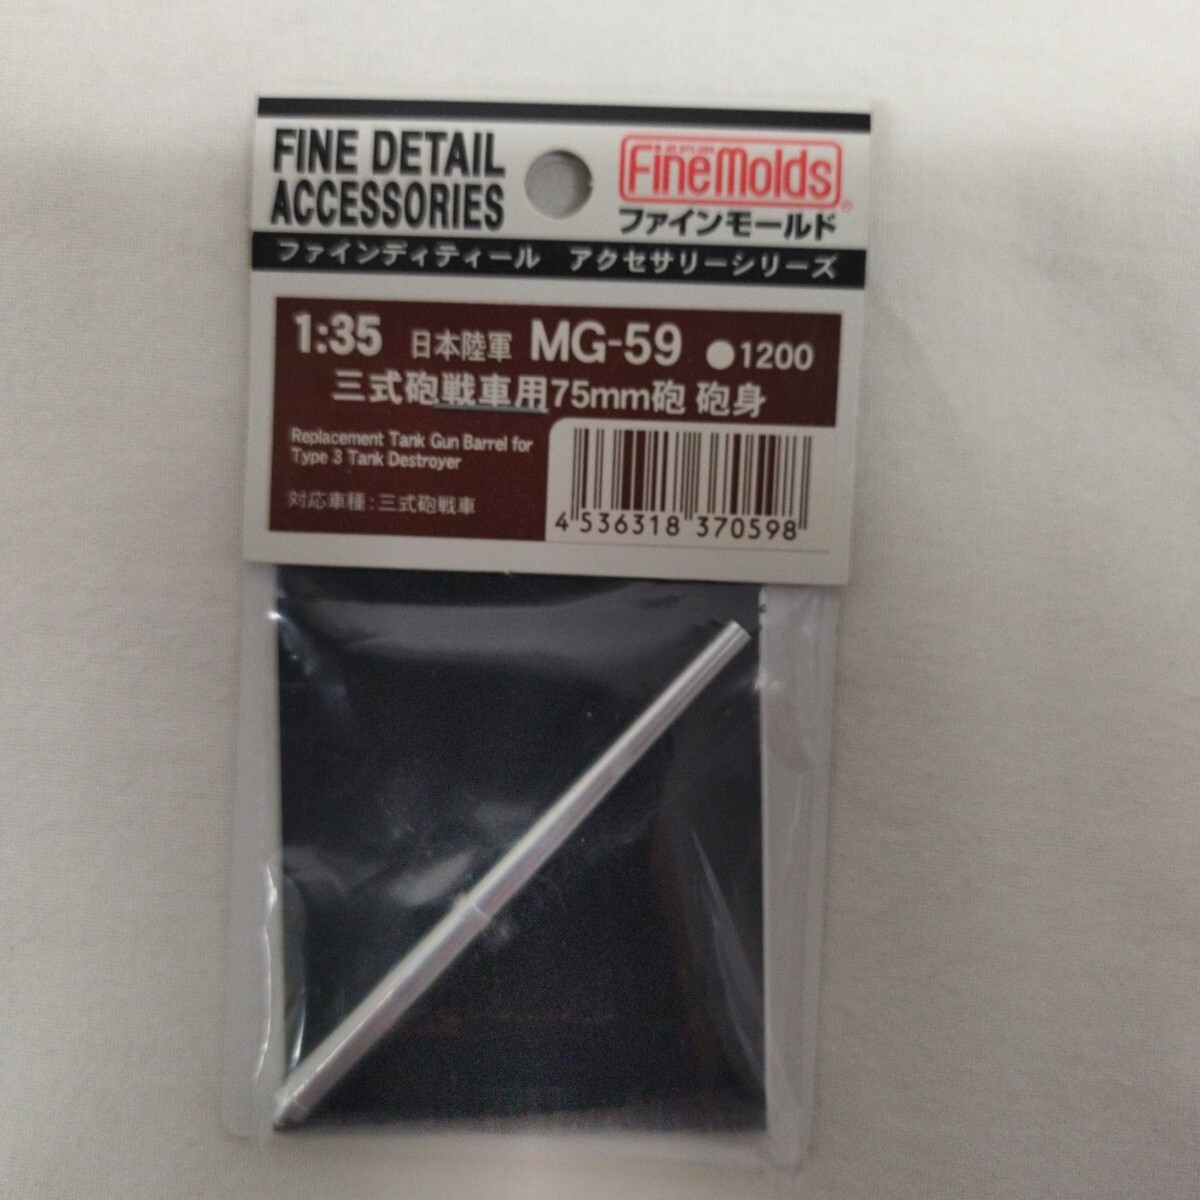 FINE DETAIL
ACCESSORIES
FineMolds®
ファインモールド
ファインディティール アクセサリーシリーズ
1:35 日本陸軍 MG-59 ●1200
三式砲戦車用75mm砲 砲身
Replacement Tank Gun Barrel for
Type 3 Tank Destroyer
対応車種:三式砲戦車
4 536318 370598